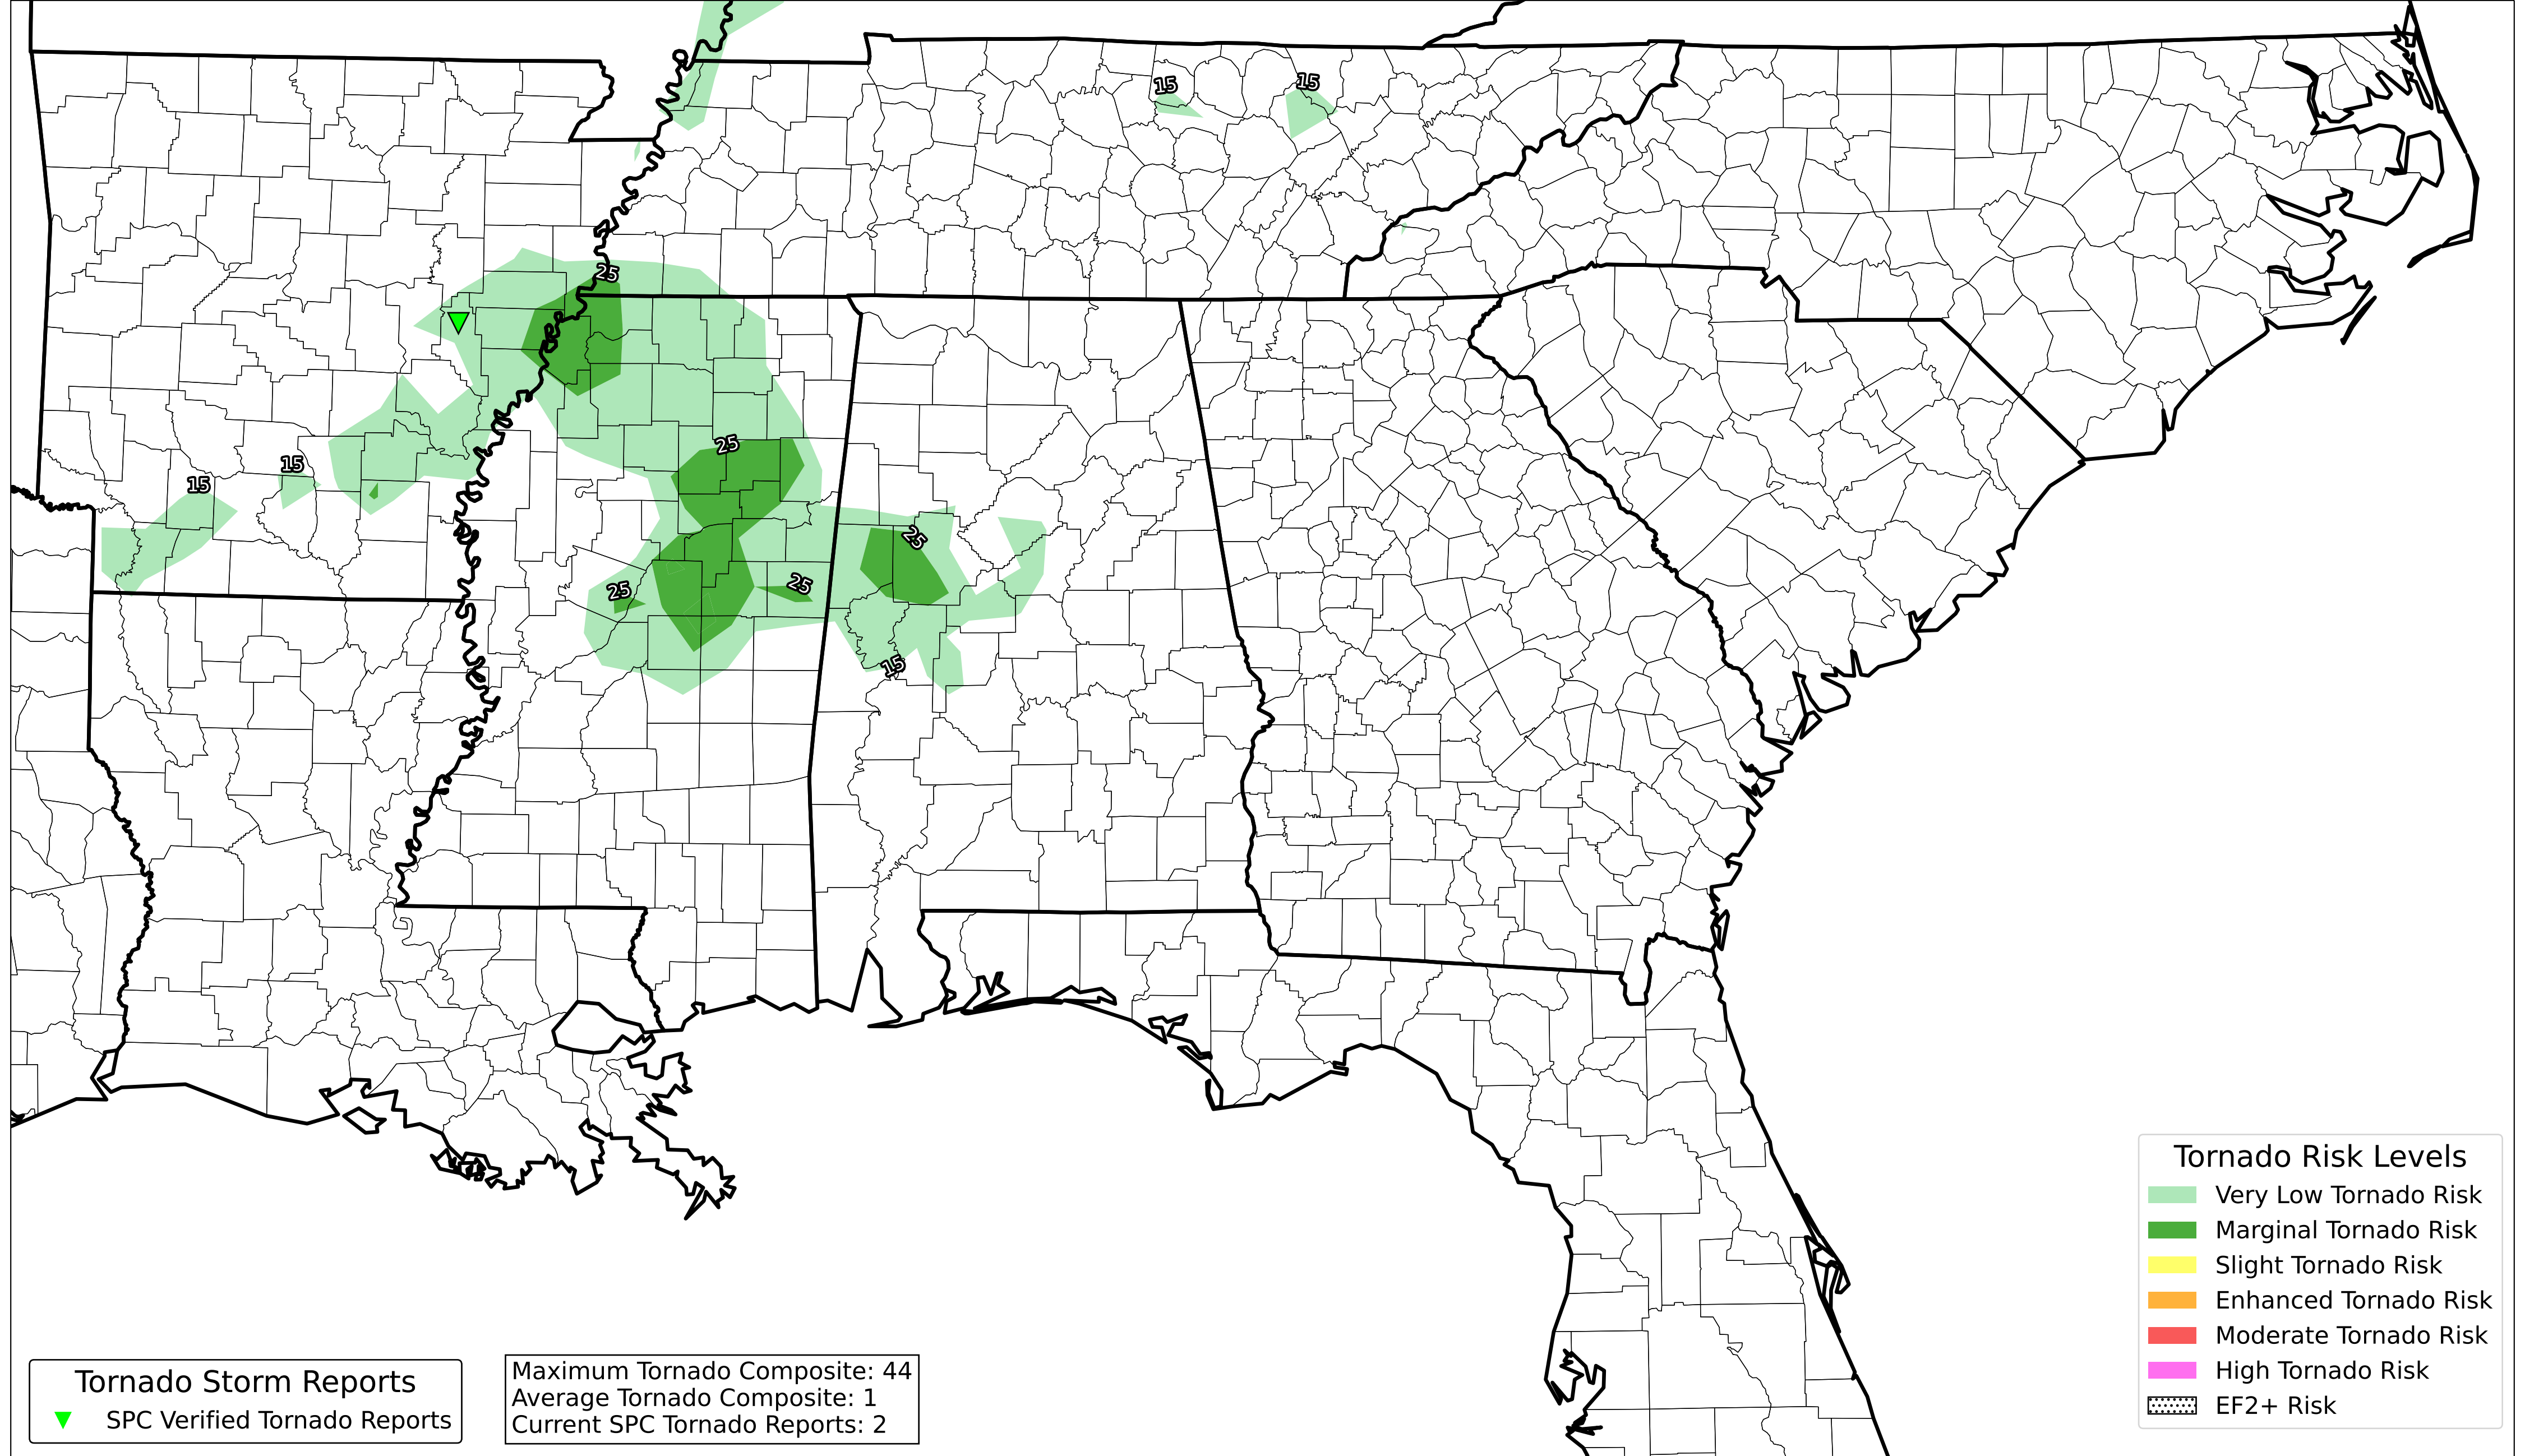 15
15
25
25
15
15
25
25
25
15
Tornado Risk Levels
Very Low Tornado Risk
Marginal Tornado Risk
Slight Tornado Risk
Enhanced Tornado Risk
Moderate Tornado Risk
High Tornado Risk
EF2+ Risk
Tornado Storm Reports
SPC Verified Tornado Reports
Maximum Tornado Composite: 44
Average Tornado Composite: 1
Current SPC Tornado Reports: 2